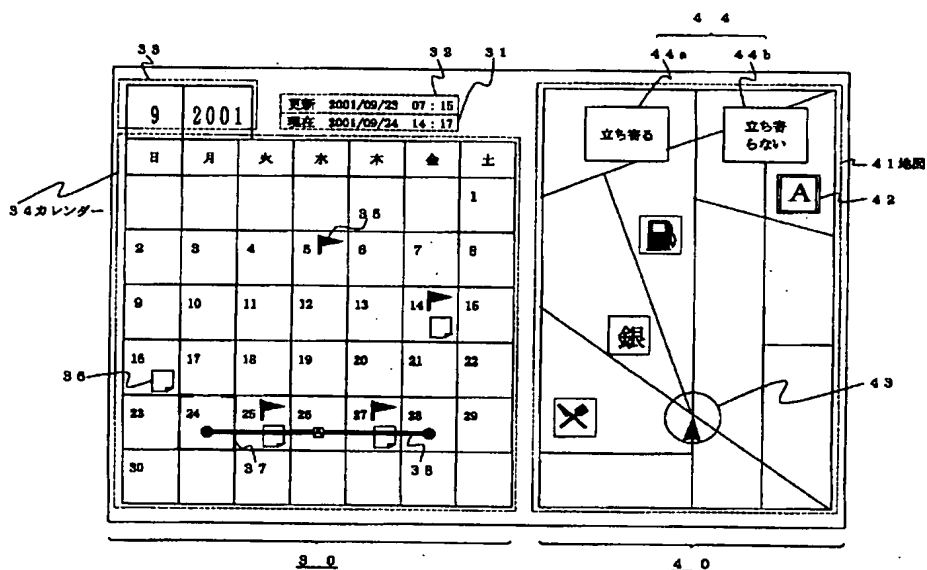 ４４
３３
３２
３１
４４a
４４b
9 2001
更新 2001/09/23 07:15
現在 2001/09/24 14:17
立ち寄る
立ち寄
らない
４１地図
A
４２
日 月 火 水 木 金 土
３４カレンダー
1
３５
2 3 4 5 6 7 8
9 10 11 12 13 14 15
銀
16 17 18 19 20 21 22
３６
４３
23 24 25 26 27 28 29
30
３７
３８
３０
４０